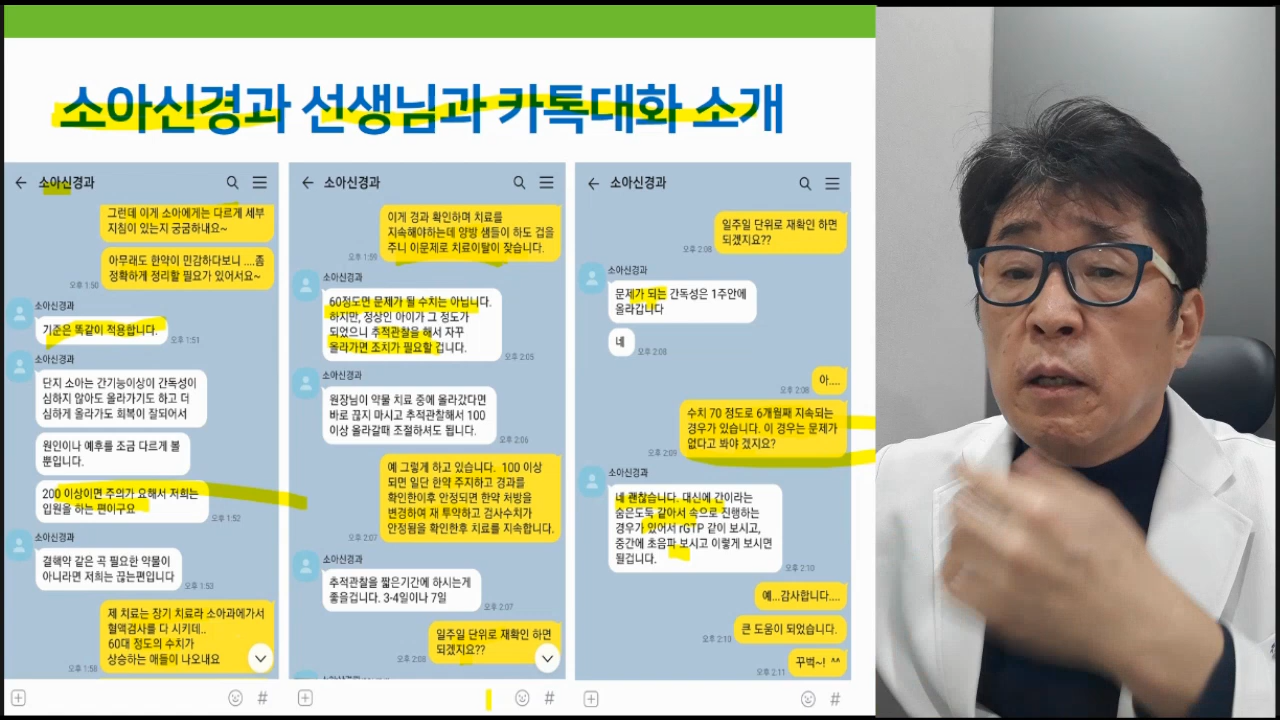 소아신경과 선생님과 카톡대화 소개
소아신경과
그런데 이게 소아에게는 다르게 세부
지침이 있는지 궁금하내요~
아무래도 한약이 민감하다보니 ....좀
정확하게 정리할 필요가 있어서요~
오후 1:50
소아신경과
기준은 똑같이 적용합니다.
오후 1:51
소아신경과
단지 소아는 간기능이상이 간독성이
심하지 않아도 올라가기도 하고 더
심하게 올라가도 회복이 잘되어서
원인이나 예후를 조금 다르게 볼
뿐입니다.
200 이상이면 주의가 요해서 저희는
입원을 하는 편이구요
오후 1:52
소아신경과
결핵약 같은 꼭 필요한 약물이
아니라면 저희는 끊는편입니다
오후 1:53
제 치료는 장기 치료라 소아과에가서
혈액검사를 다 시키데..
60대 정도의 수치가
상승하는 애들이 나오내요
오후 1:58
#
소아신경과
이게 경과 확인하며 치료를
지속해야하는데 양방 샘들이 하도 겁을
주니 이문제로 치료이탈이 잦습니다.
오후 1:59
소아신경과
60정도면 문제가 될 수치는 아닙니다.
하지만, 정상인 아이가 그 정도가
되었으니 추적관찰을 해서 자꾸
올라가면 조치가 필요할 겁니다.
오후 2:05
소아신경과
원장님이 약물 치료 중에 올라갔다면
바로 끊지 마시고 추적관찰해서 100
이상 올라갈때 조절하서도 됩니다.
오후 2:06
예 그렇게 하고 있습니다. 100 이상
되면 일단 한약 주지하고 경과를
확인한이후 안정되면 한약 처방을
변경하여 재 투약하고 검사수치가
안정됨을 확인한후 치료를 지속합니다.
오후 2:07
소아신경과
추적관찰을 짧은기간에 하시는게
좋을겁니다. 3-4일이나 7일
오후 2:07
일주일 단위로 재확인 하면
되겠지요??
오후 2:08
#
소아신경과
일주일 단위로 재확인 하면
되겠지요??
오후 2:08
소아신경과
문제가 되는 간독성은 1주안에
올라갑니다
네
오후 2:08
아....
오후 2:08
수치 70 정도로 6개월째 지속되는
경우가 있습니다. 이 경우는 문제가
없다고 봐야 겠지요?
오후 2:09
소아신경과
네 괜찮습니다. 대신에 간이라는
숨은도둑 같아서 속으로 진행하는
경우가 있어서 rGTP 같이 보시고,
중간에 초음파 보시고 이렇게 보시면
될겁니다.
오후 2:10
예...감사합니다....
큰 도움이 되었습니다.
오후 2:10
꾸벅~! ^^
오후 2:11
#